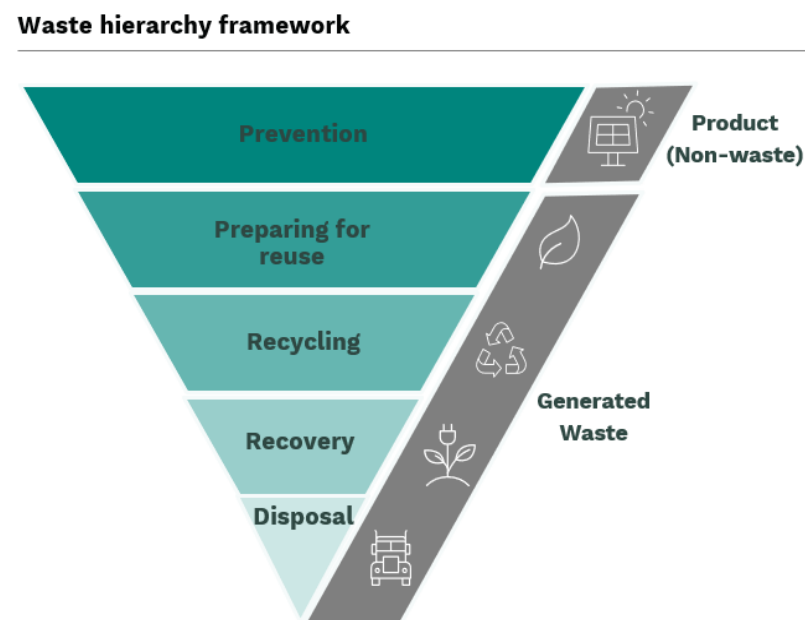 Waste hierarchy framework
Prevention
Product
(Non-waste)
Preparing for
reuse
Recycling
Generated
Waste
Recovery
Disposal